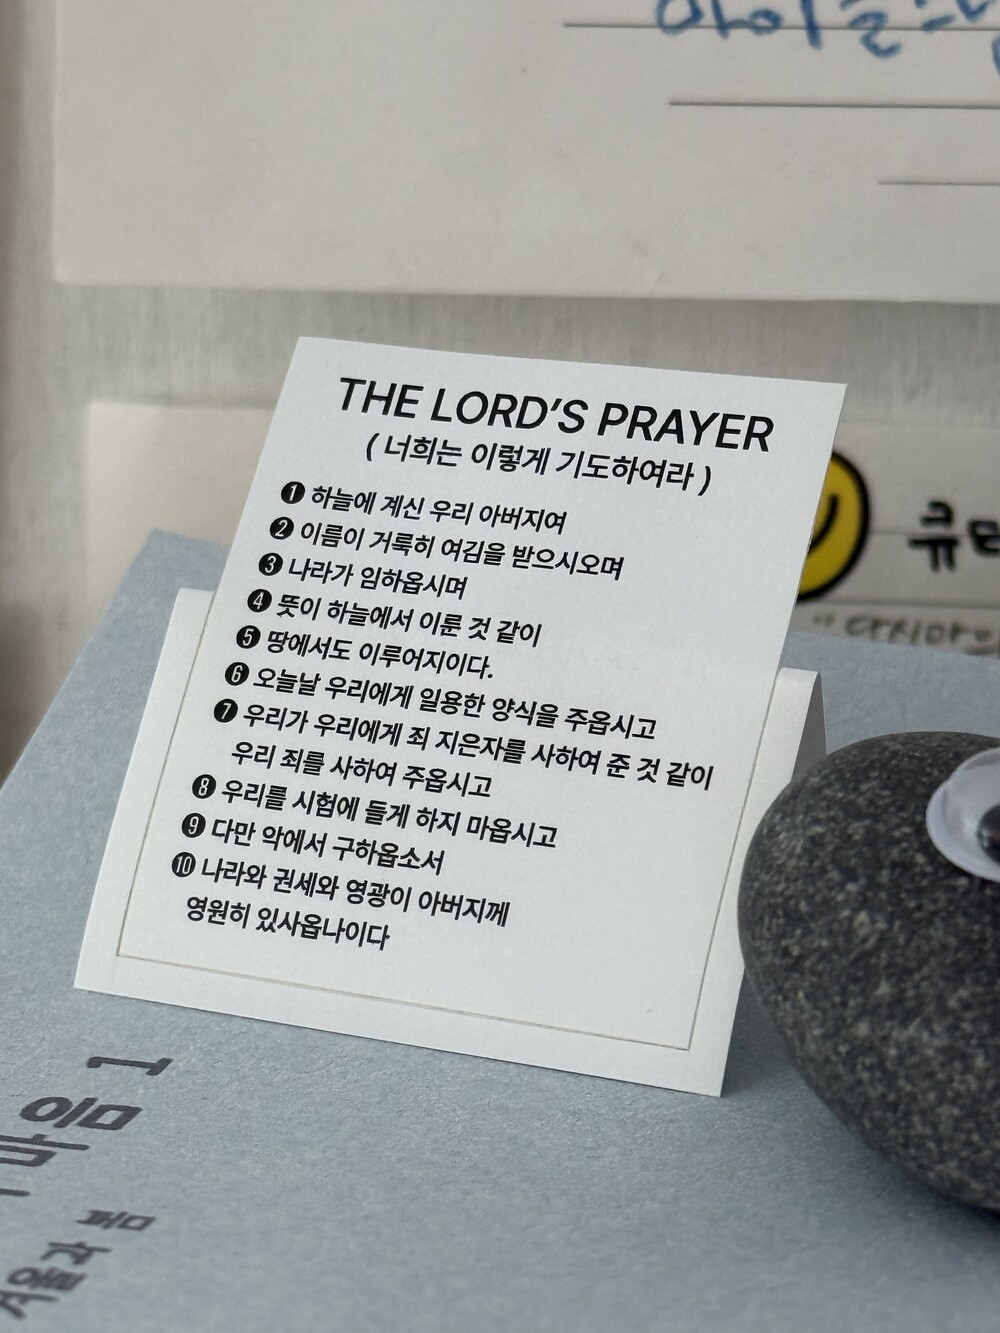 THE LORD'S PRAYER
( 너희는 이렇게 기도하여라 )
❶ 하늘에 계신 우리 아버지여
❷ 이름이 거룩히 여김을 받으시오며
❸ 나라가 임하옵시며
❹ 뜻이 하늘에서 이룬 것 같이
❺ 땅에서도 이루어지이다.
❻ 오늘날 우리에게 일용한 양식을 주옵시고
❼ 우리가 우리에게 죄 지은자를 사하여 준 것 같이
우리 죄를 사하여 주옵시고
❽ 우리를 시험에 들게 하지 마옵시고
❾ 다만 악에서 구하옵소서
❿ 나라와 권세와 영광이 아버지께
영원히 있사옵나이다
마음 1
겨울과 봄